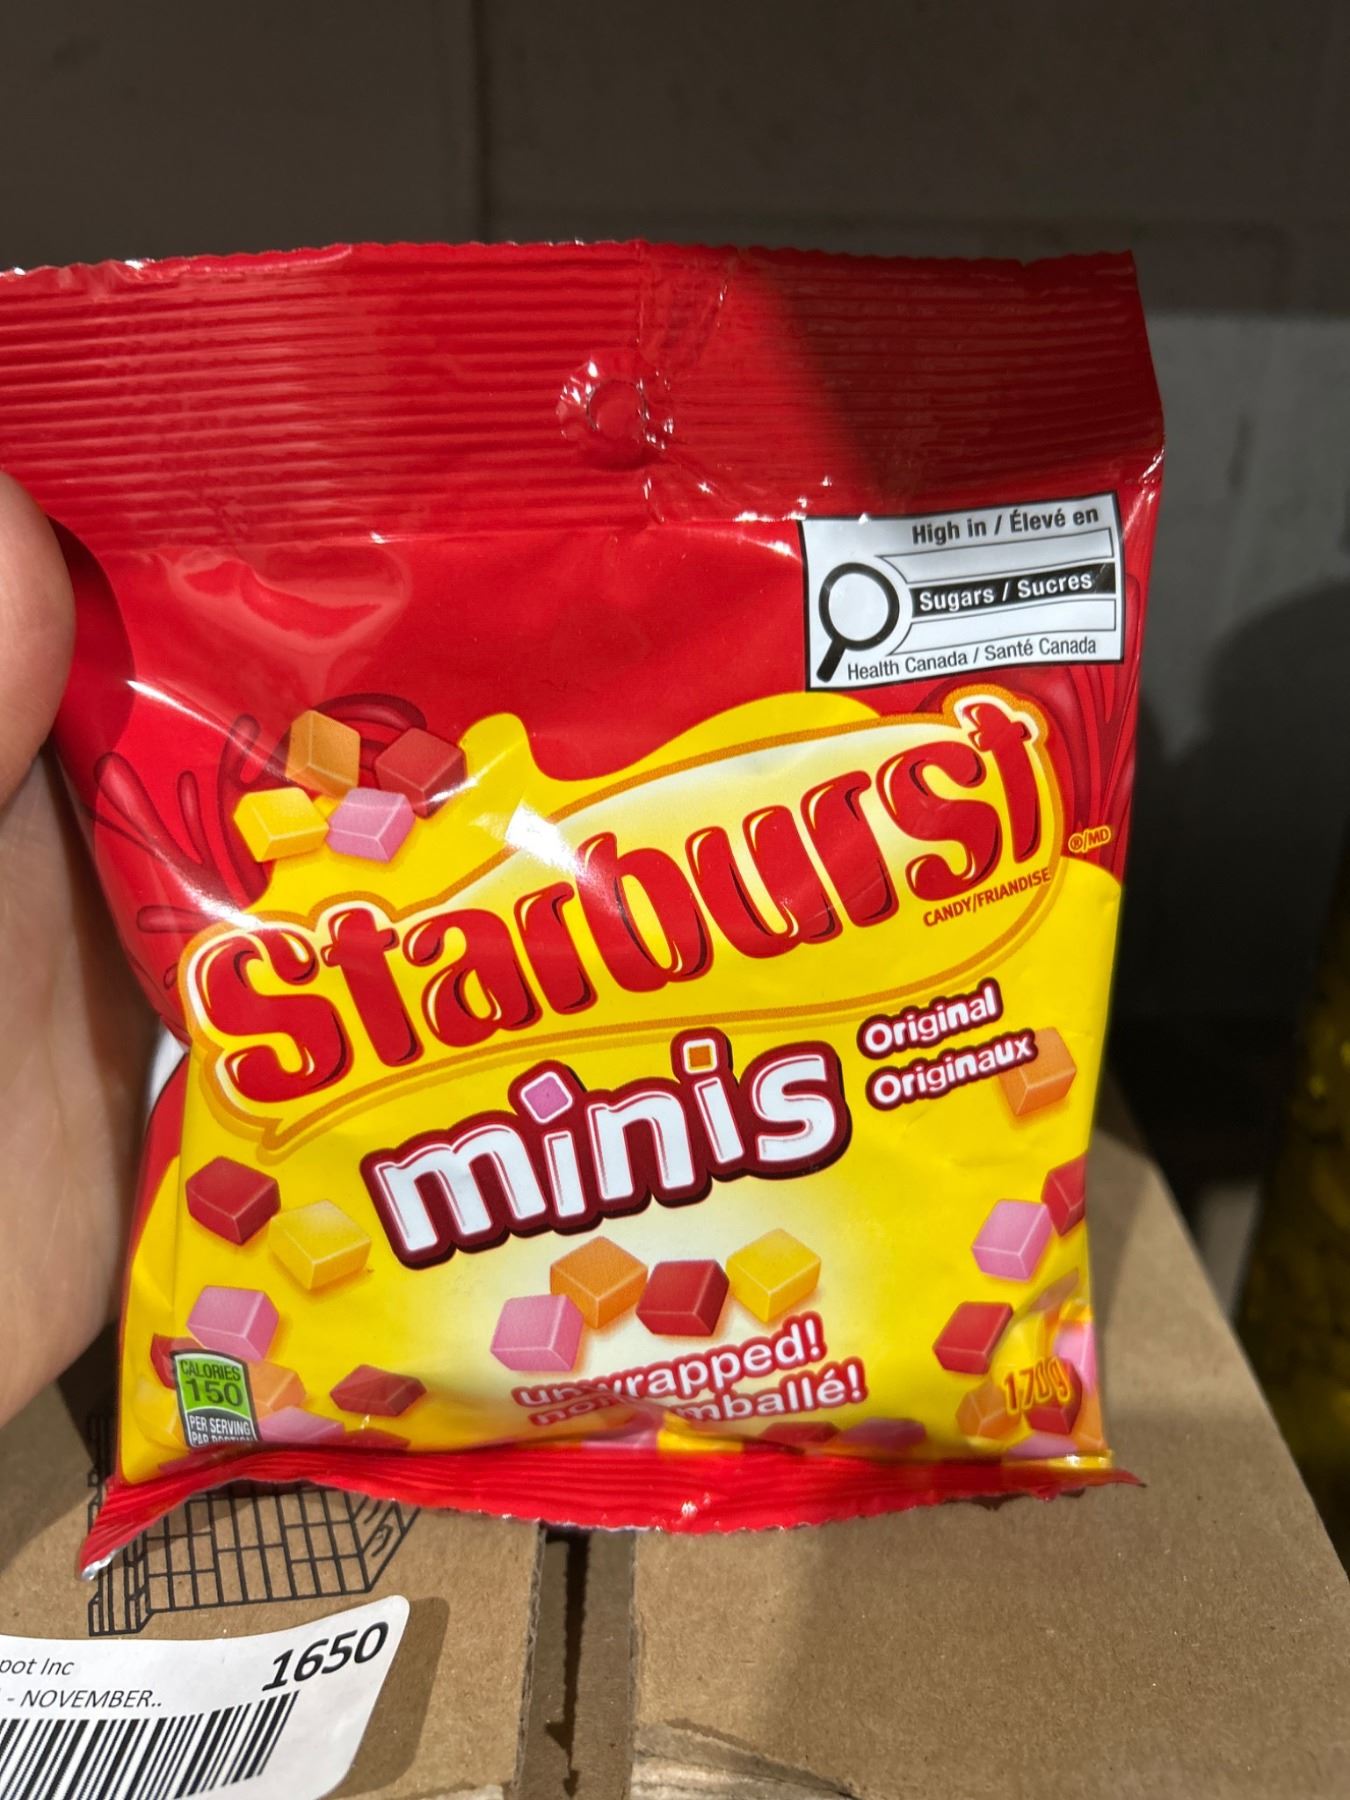 High in / Élevé en
Sugars / Sucres
Health Canada / Santé Canada
Starburst
®/MD
CANDY/FRIANDISE
minis
Original
Originaux
unwrapped!
CALORIES
150
PER SERVING
170g
1650
- NOVEMBER..